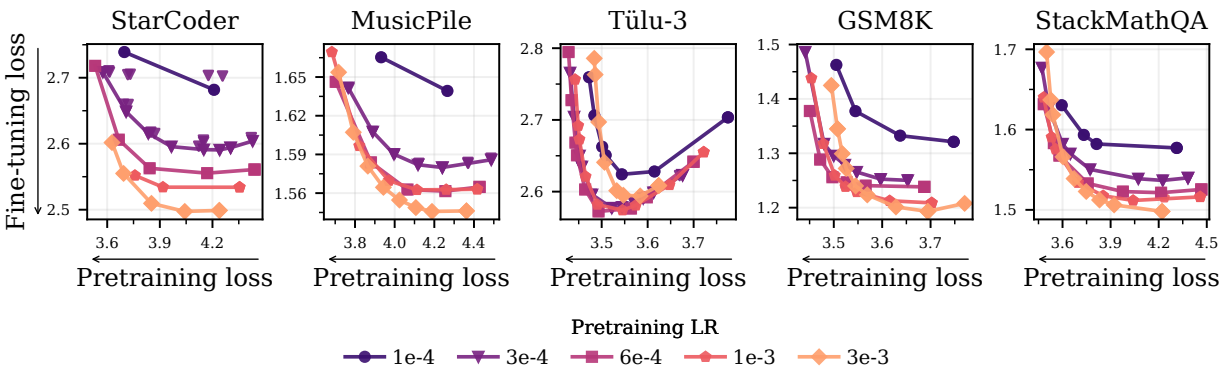 StarCoder MusicPile Tülu-3 GSM8K StackMathQA
Fine-tuning loss
2.7
2.6
2.5
3.6 3.9 4.2
1.65
1.62
1.59
1.56
3.8 4.0 4.2 4.4
2.8
2.7
2.6
3.5 3.6 3.7
1.5
1.4
1.3
1.2
3.5 3.6 3.7
1.7
1.6
1.5
3.6 3.9 4.2 4.5
Pretraining loss Pretraining loss Pretraining loss Pretraining loss Pretraining loss
Pretraining LR
1e-4 3e-4 6e-4 1e-3 3e-3